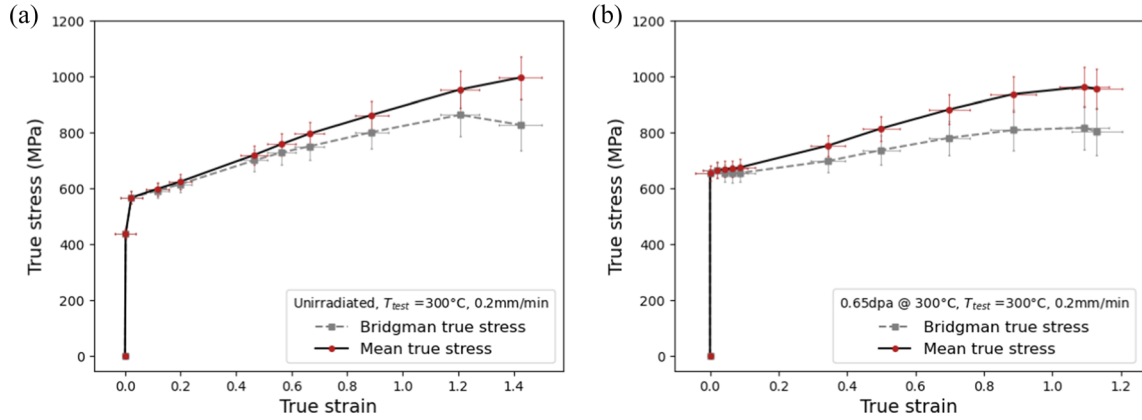 (a)
1200
1000
800
600
400
200
0
True stress (MPa)
0.0 0.2 0.4 0.6 0.8 1.0 1.2 1.4
True strain
Unirradiated, T_test =300°C, 0.2mm/min
Bridgman true stress
Mean true stress
(b)
1200
1000
800
600
400
200
0
True stress (MPa)
0.0 0.2 0.4 0.6 0.8 1.0 1.2
True strain
0.65dpa @ 300°C, T_test =300°C, 0.2mm/min
Bridgman true stress
Mean true stress